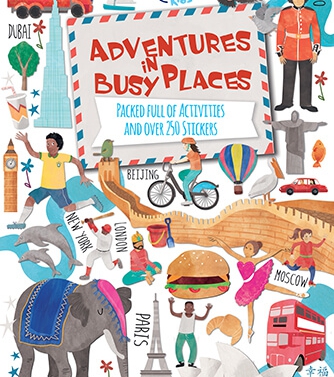 KIDS
DUBAI
ADVENTURES
IN
BUSY PLACES
PACKED FULL OF ACTIVITIES
AND OVER 250 STICKERS
BEIJING
NEW YORK
LONDON
MOSCOW
PARIS
幸福